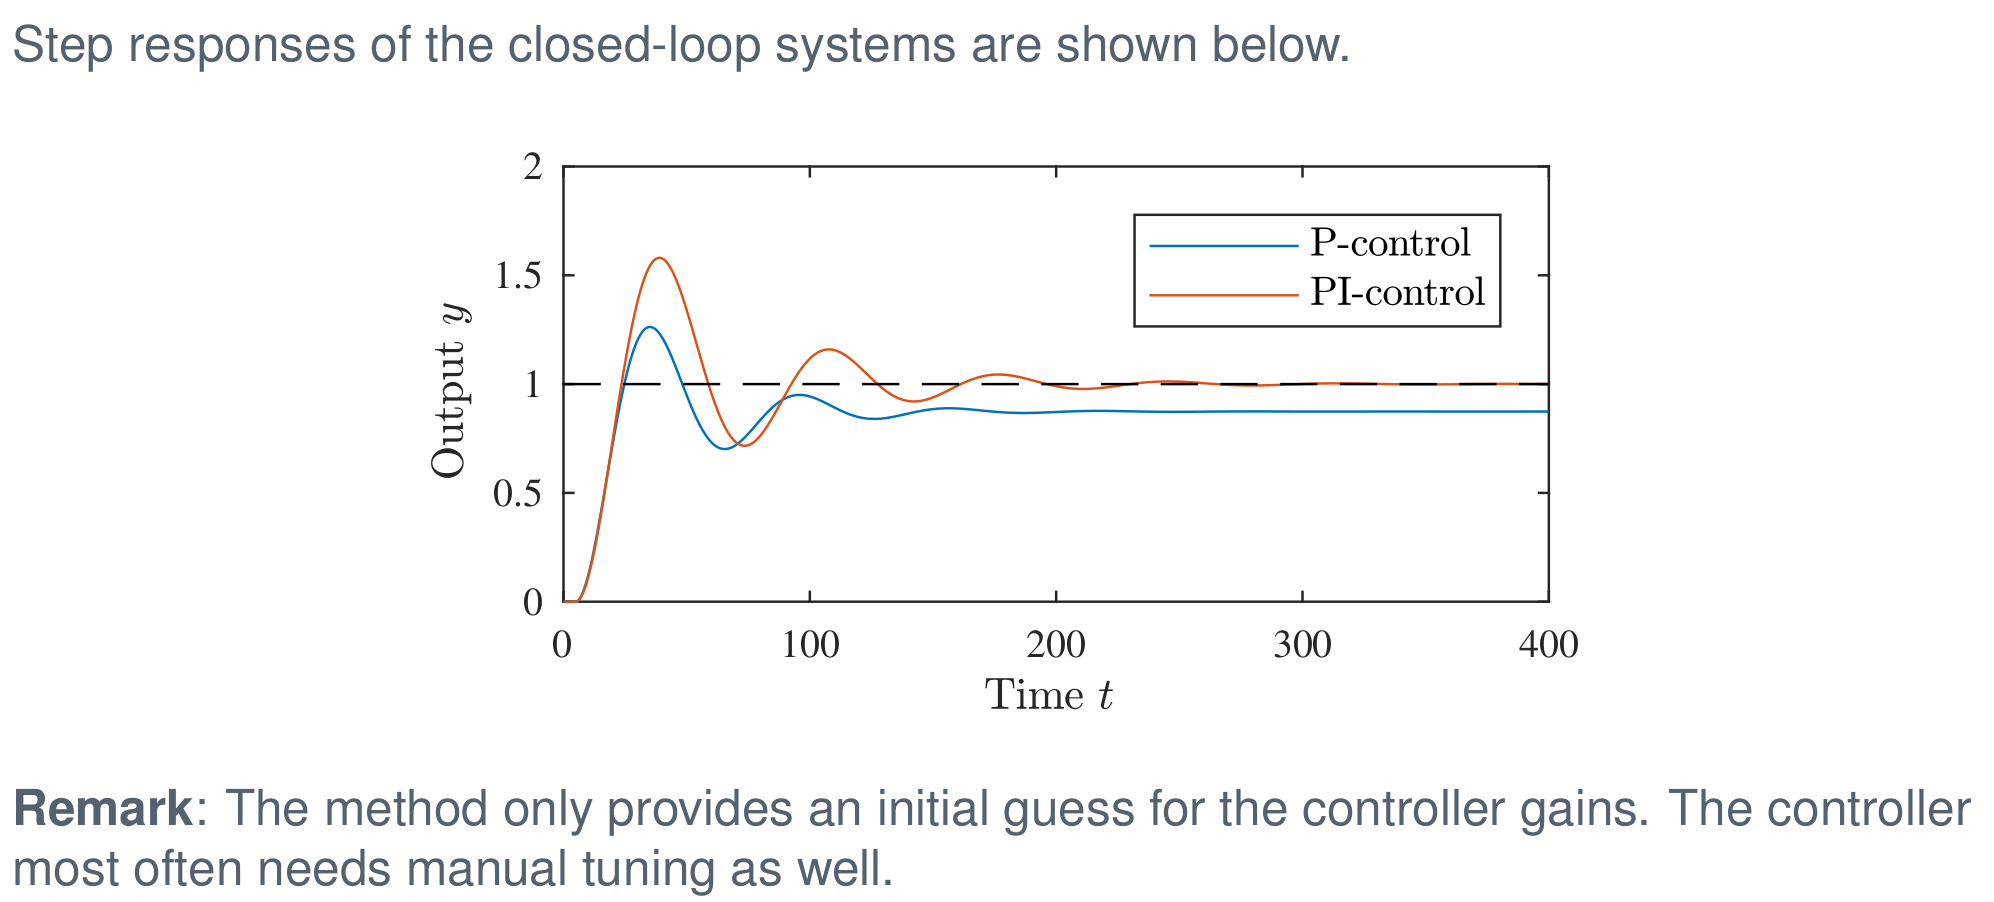 Step responses of the closed-loop systems are shown below.
2
1.5
1
0.5
0
Output y
P-control
PI-control
0 100 200 300 400
Time t
Remark: The method only provides an initial guess for the controller gains. The controller
most often needs manual tuning as well.